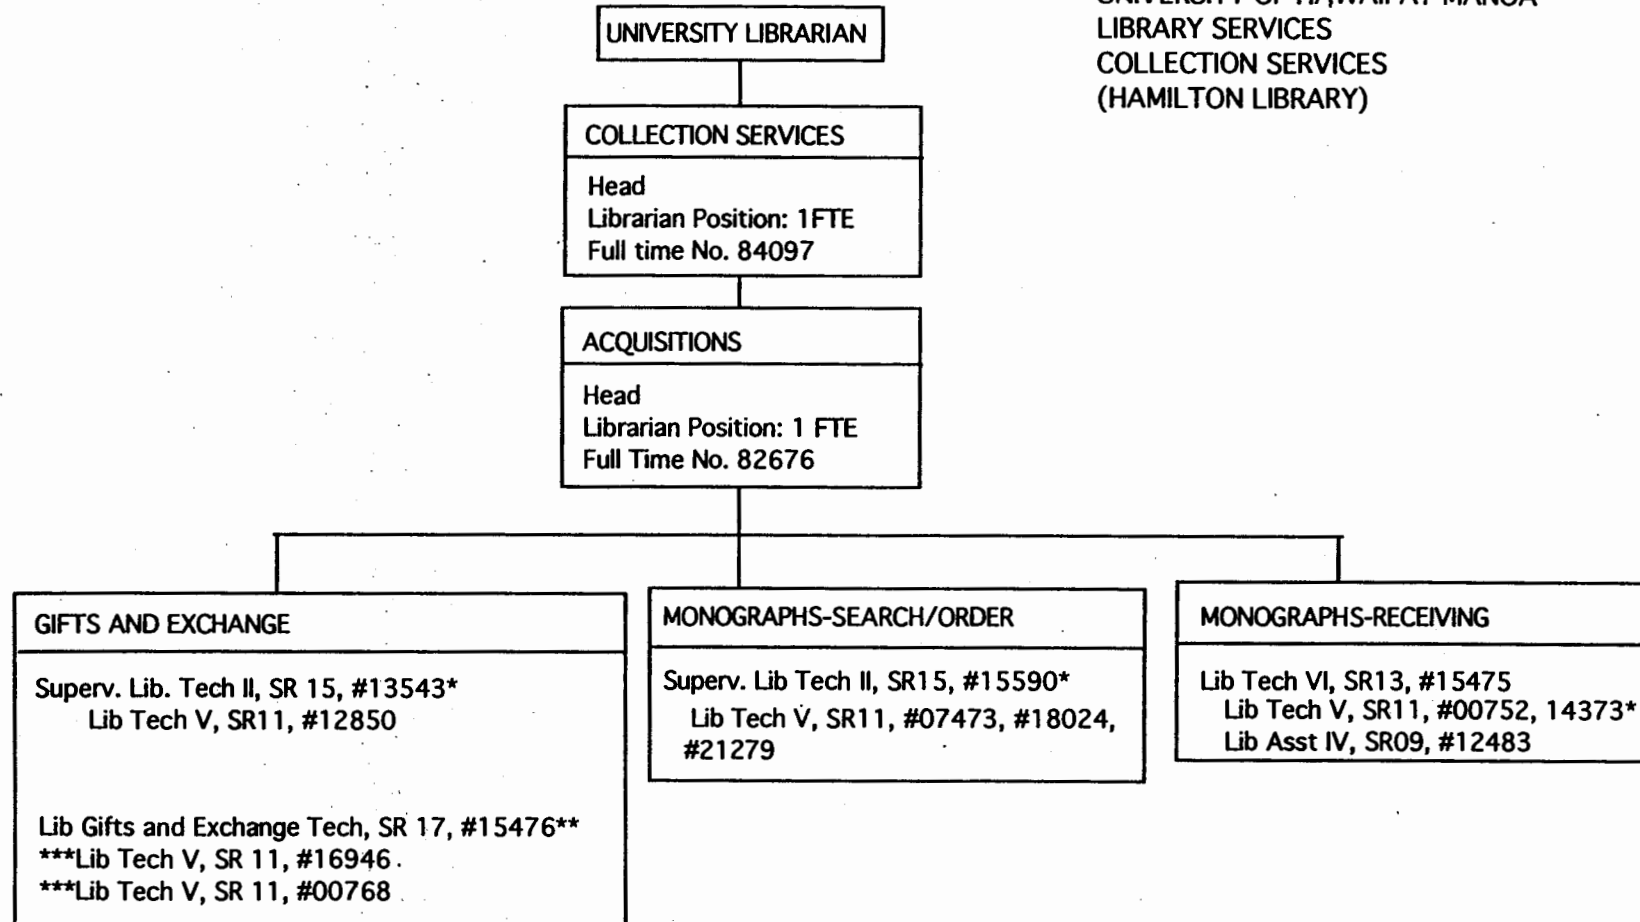 UNIVERSITY LIBRARIAN
LIBRARY SERVICES
COLLECTION SERVICES
(HAMILTON LIBRARY)
COLLECTION SERVICES
Head
Librarian Position: 1FTE
Full time No. 84097
ACQUISITIONS
Head
Librarian Position: 1 FTE
Full Time No. 82676
GIFTS AND EXCHANGE
Superv. Lib. Tech II, SR 15, #13543*
Lib Tech V, SR11, #12850
Lib Gifts and Exchange Tech, SR 17, #15476**
***Lib Tech V, SR 11, #16946
***Lib Tech V, SR 11, #00768
MONOGRAPHS-SEARCH/ORDER
Superv. Lib Tech II, SR15, #15590*
Lib Tech V, SR11, #07473, #18024,
#21279
MONOGRAPHS-RECEIVING
Lib Tech VI, SR13, #15475
Lib Tech V, SR11, #00752, 14373*
Lib Asst IV, SR09, #12483